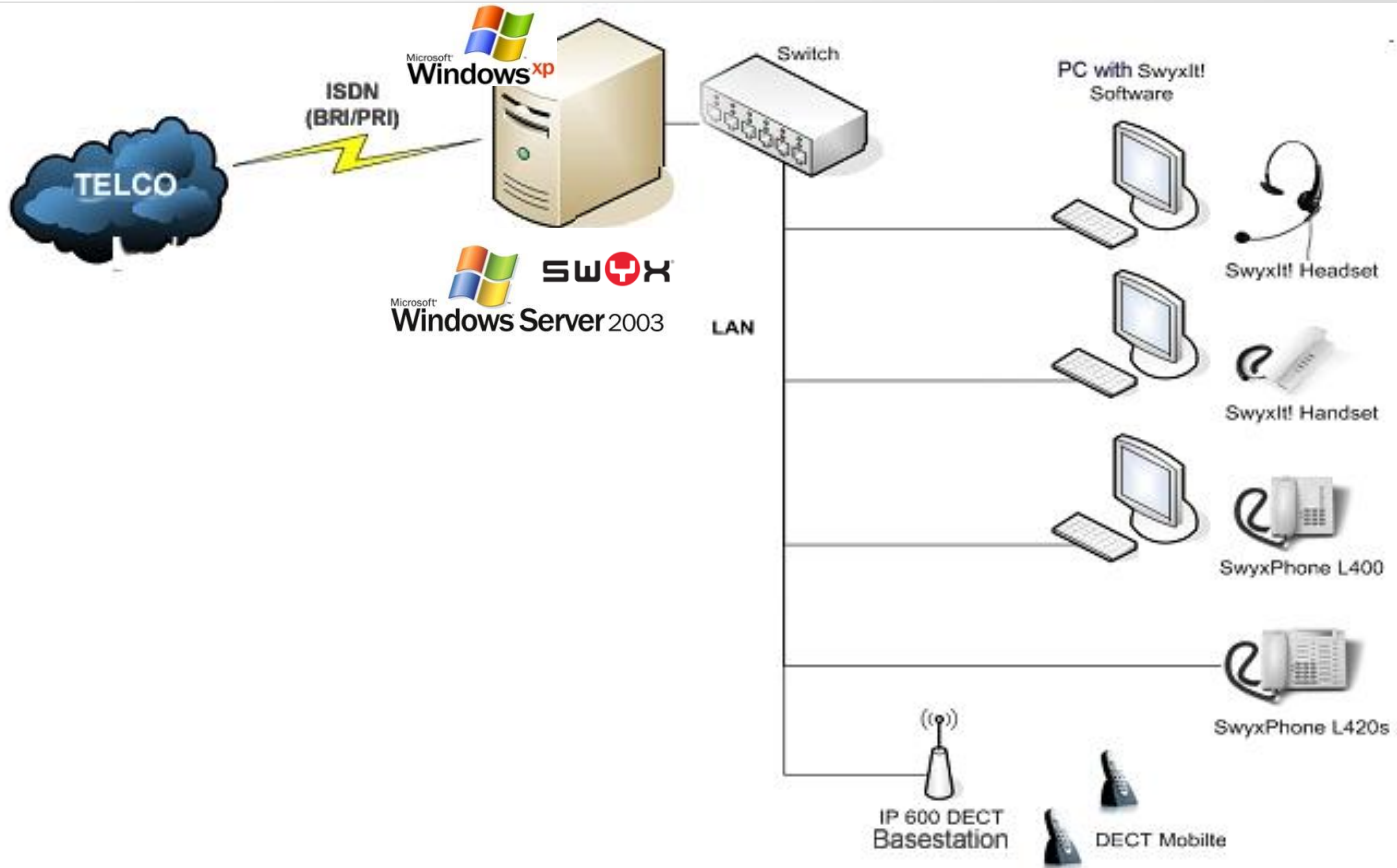 Microsoft
Windows xp
ISDN
(BRI/PRI)
TELCO
Switch
PC with SwyxIt!
Software
SwyxIt! Headset
swyx
Microsoft
Windows Server 2003
LAN
SwyxIt! Handset
SwyxPhone L400
SwyxPhone L420s
IP 600 DECT
Basestation
DECT Mobilte